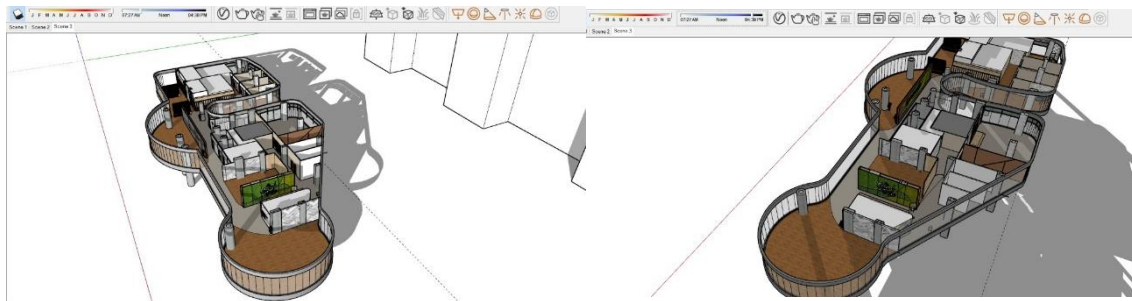 J F M A M J J A S O N D 07:27 AM Noon 04:38 PM
Scene 1 Scene 2 Scene 3
J F M A M J J A S O N D 07:27 AM Noon 04:38 PM
Scene 2 Scene 3